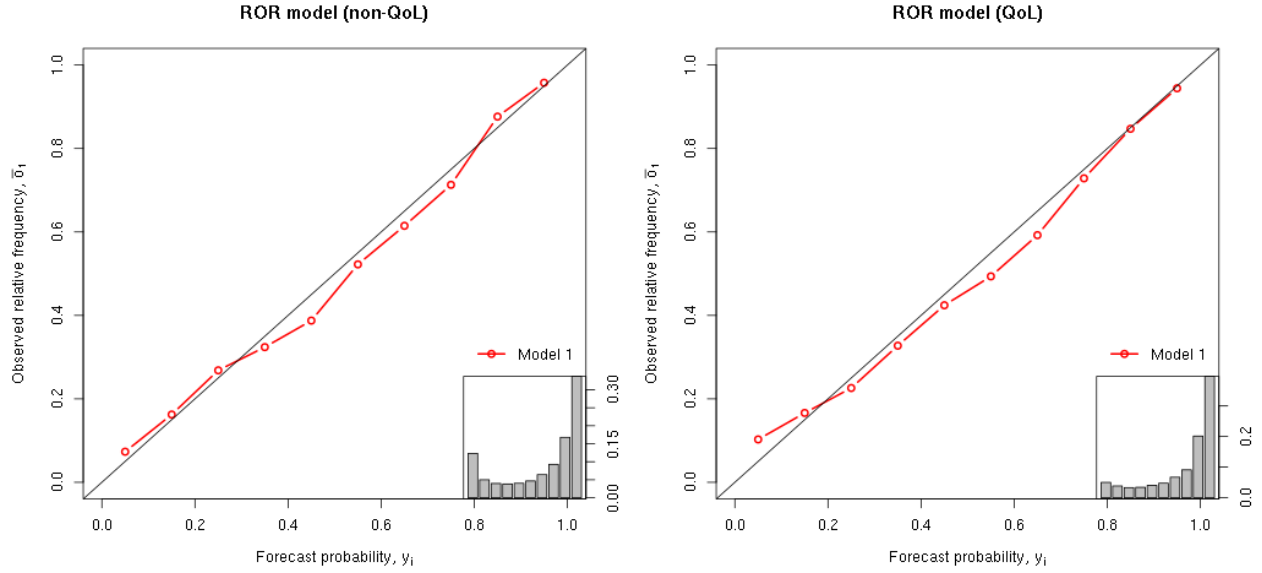 ROR model (non-QoL)
Observed relative frequency, o̅₁
1.0
0.8
0.6
0.4
0.2
0.0
Model 1
0.30
0.15
0.00
0.0 0.2 0.4 0.6 0.8 1.0
Forecast probability, yᵢ
ROR model (QoL)
Observed relative frequency, o̅₁
1.0
0.8
0.6
0.4
0.2
0.0
Model 1
0.2
0.0
0.0 0.2 0.4 0.6 0.8 1.0
Forecast probability, yᵢ